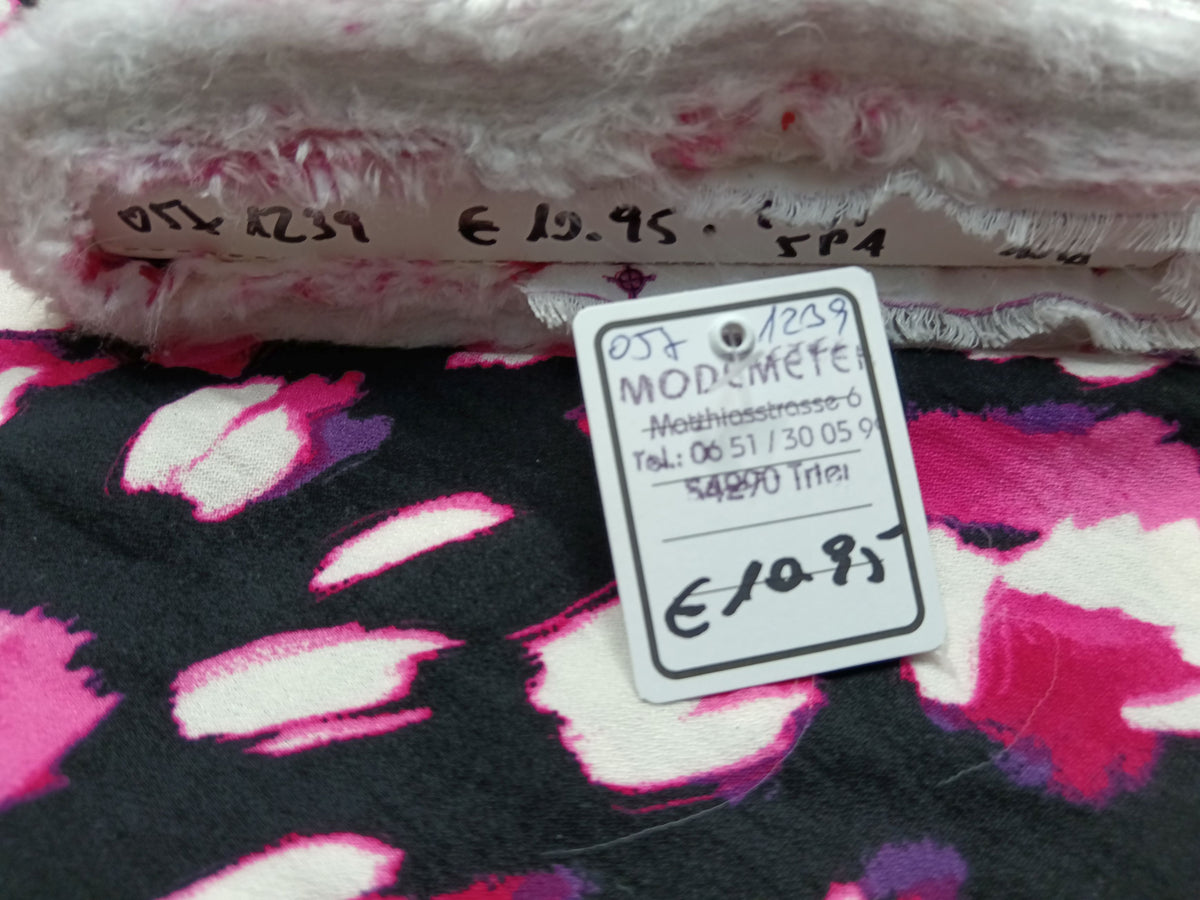 057 1239 € 19.95.
5PA
057 1239
MODEMETER
Matthiasstrasse 6
Tel.: 06 51 / 30 05 9
54290 Trier
€ 19.95